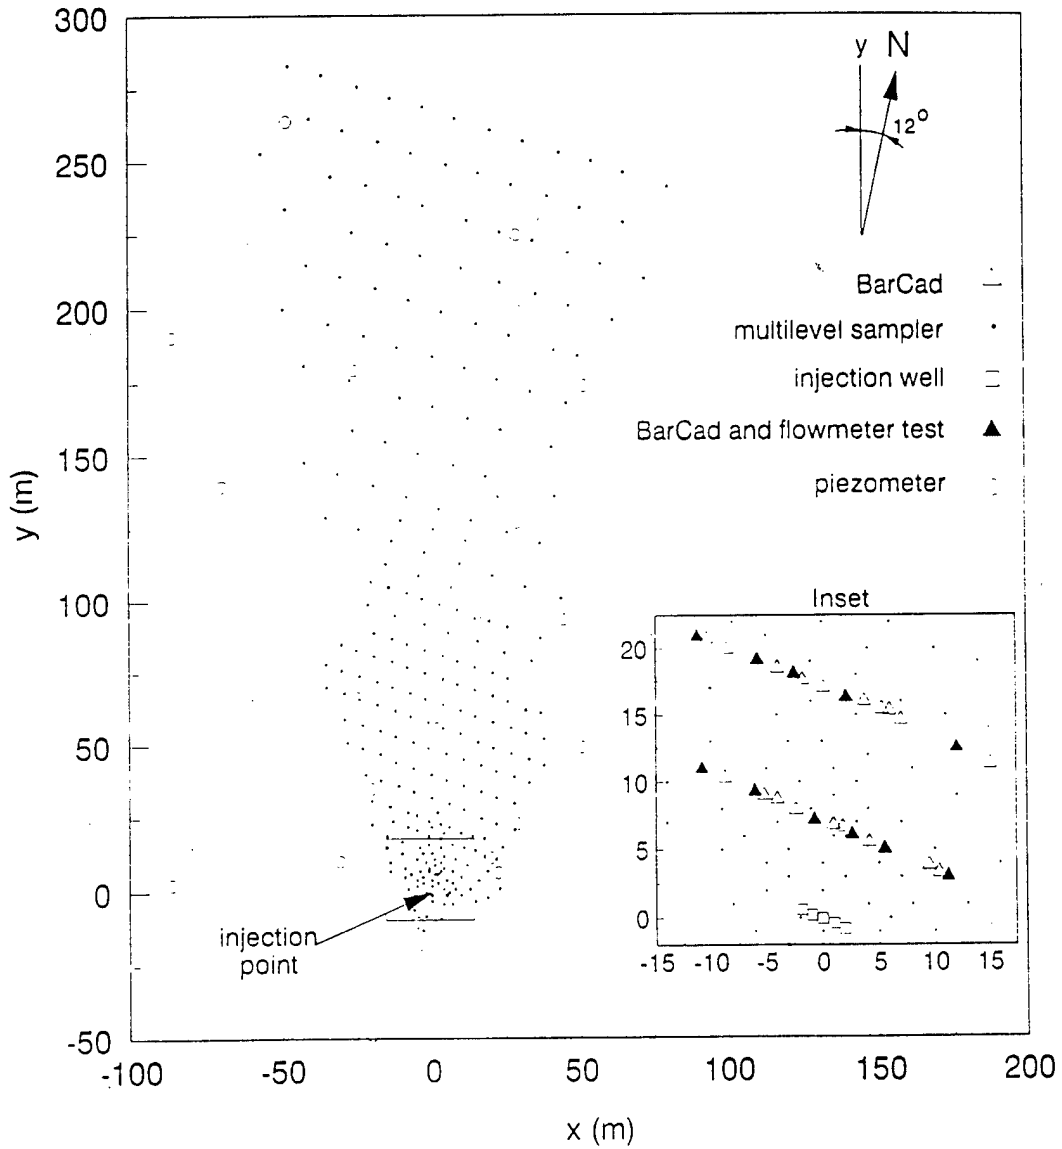 300
250
200
150
100
50
0
-50
y (m)
-100
-50
0
50
100
150
200
x (m)
y N
12°
BarCad
multilevel sampler
injection well
BarCad and flowmeter test
piezometer
injection
point
Inset
20
15
10
5
0
-15
-10
-5
0
5
10
15